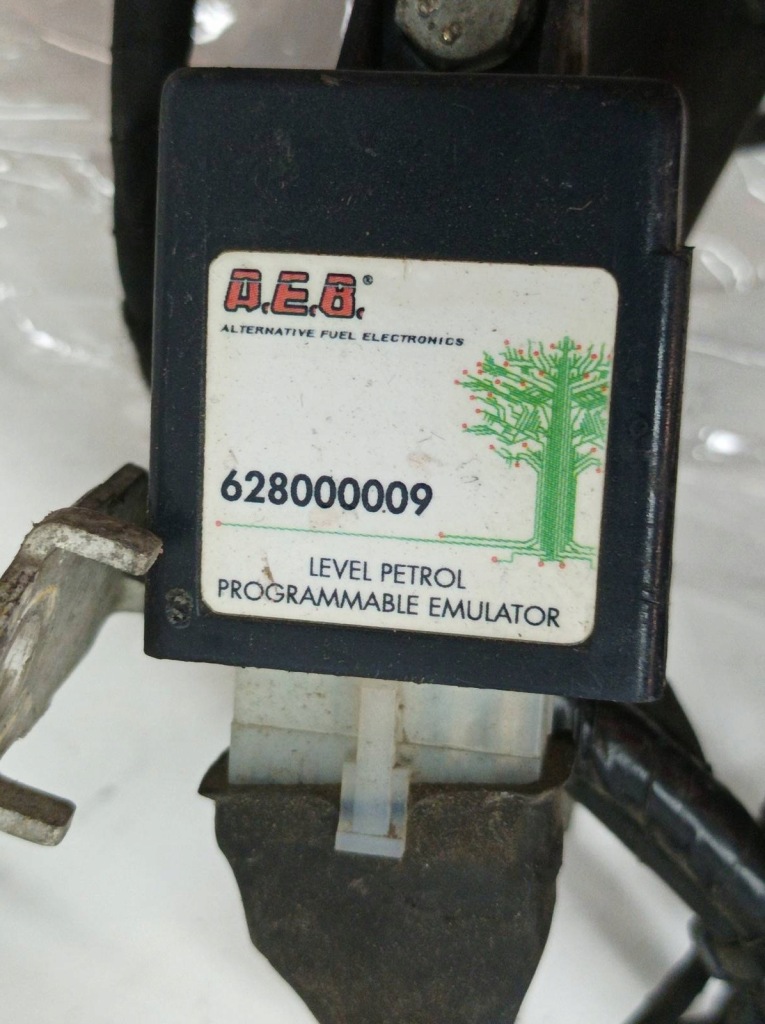 A.E.B.®
ALTERNATIVE FUEL ELECTRONICS
628000009
LEVEL PETROL
PROGRAMMABLE EMULATOR